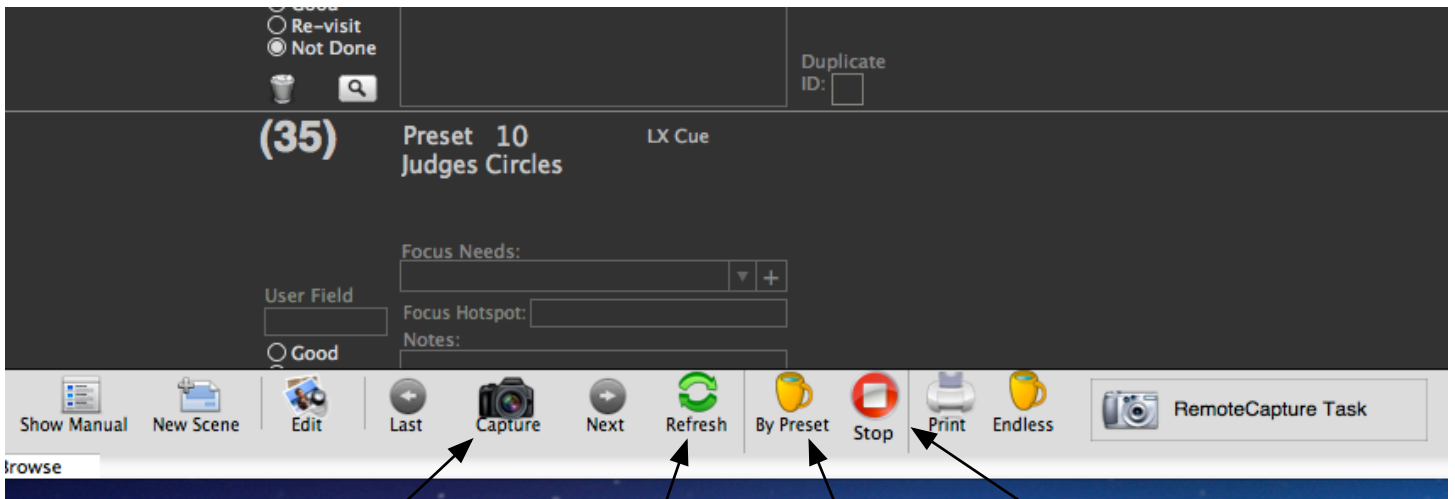 Good
Re-visit
Not Done
Duplicate
ID:
(35)
Preset 10
LX Cue
Judges Circles
Focus Needs:
User Field
Focus Hotspot:
Notes:
Good
Show Manual
New Scene
Edit
Last
Capture
Next
Refresh
By Preset
Stop
Print
Endless
RemoteCapture Task
Browse